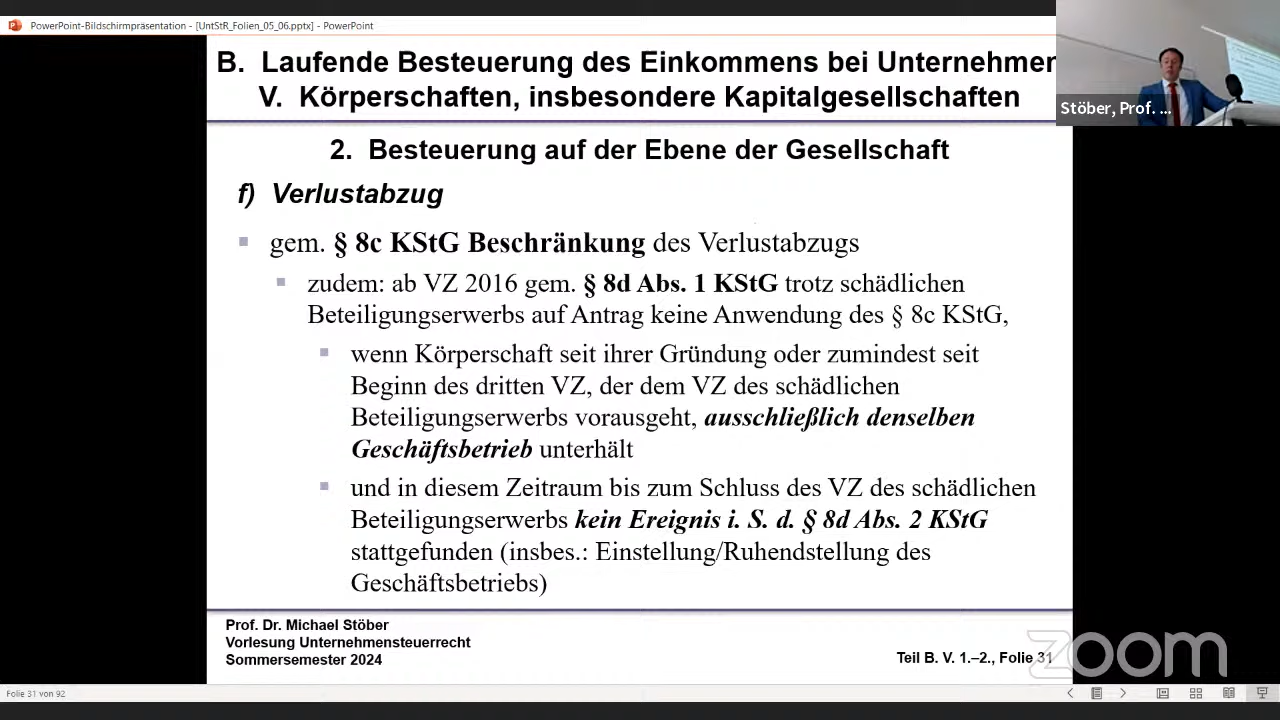 PowerPoint-Bildschirmpräsentation - [UntStR_Folien_05_06.pptx] - PowerPoint
B. Laufende Besteuerung des Einkommens bei Unternehmen
V. Körperschaften, insbesondere Kapitalgesellschaften
Stöber, Prof. ...
2. Besteuerung auf der Ebene der Gesellschaft
f) Verlustabzug
gem. § 8c KStG Beschränkung des Verlustabzugs
zudem: ab VZ 2016 gem. § 8d Abs. 1 KStG trotz schädlichen
Beteiligungserwerbs auf Antrag keine Anwendung des § 8c KStG,
wenn Körperschaft seit ihrer Gründung oder zumindest seit
Beginn des dritten VZ, der dem VZ des schädlichen
Beteiligungserwerbs vorausgeht, ausschließlich denselben
Geschäftsbetrieb unterhält
und in diesem Zeitraum bis zum Schluss des VZ des schädlichen
Beteiligungserwerbs kein Ereignis i. S. d. § 8d Abs. 2 KStG
stattgefunden (insbes.: Einstellung/Ruhendstellung des
Geschäftsbetriebs)
Prof. Dr. Michael Stöber
Vorlesung Unternehmensteuerrecht
Sommersemester 2024
Teil B. V. 1.–2., Folie 31
zoom
Folie 31 von 92